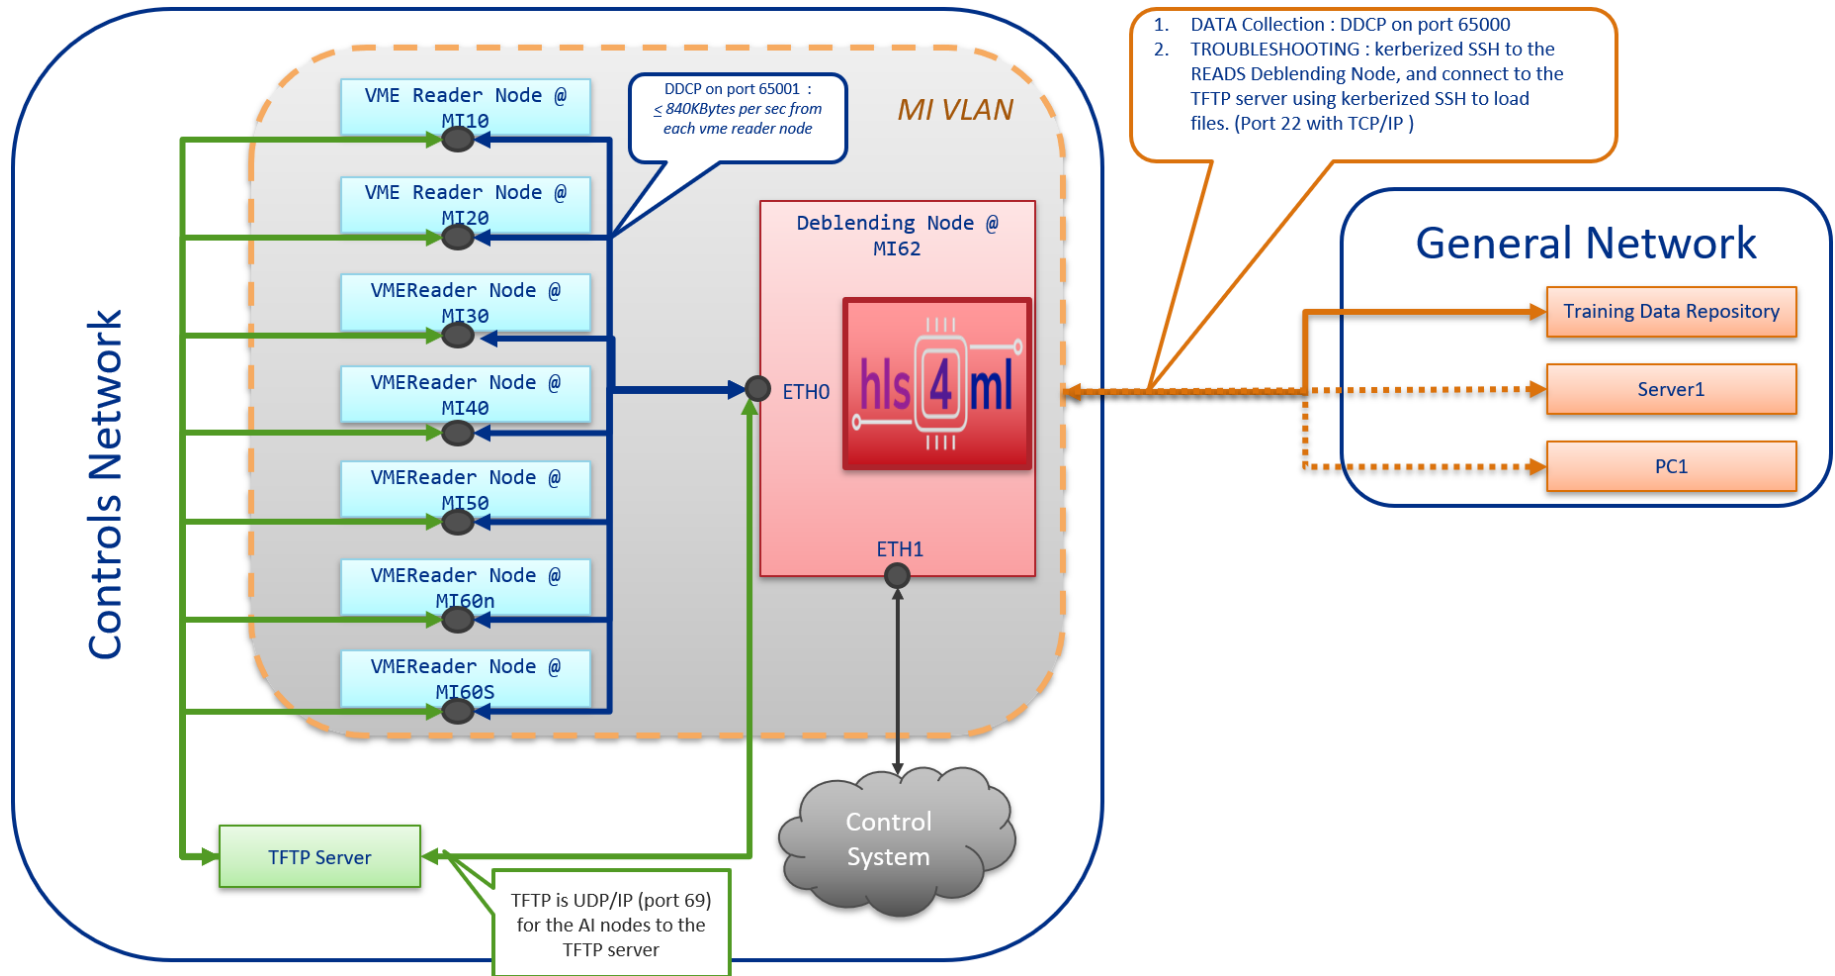 1. DATA Collection : DDCP on port 65000
2. TROUBLESHOOTING : kerberized SSH to the
READS Deblending Node, and connect to the
TFTP server using kerberized SSH to load
files. (Port 22 with TCP/IP )
VME Reader Node @
MI10
DDCP on port 65001 :
≤ 840KBytes per sec from
each vme reader node
MI VLAN
VME Reader Node @
MI20
Deblending Node @
MI62
General Network
VMEReader Node @
MI30
Training Data Repository
hls 4 ml
ETH0
VMEReader Node @
MI40
Server1
Controls Network
VMEReader Node @
MI50
PC1
ETH1
VMEReader Node @
MI60n
VMEReader Node @
MI60S
Control
System
TFTP Server
TFTP is UDP/IP (port 69)
for the AI nodes to the
TFTP server